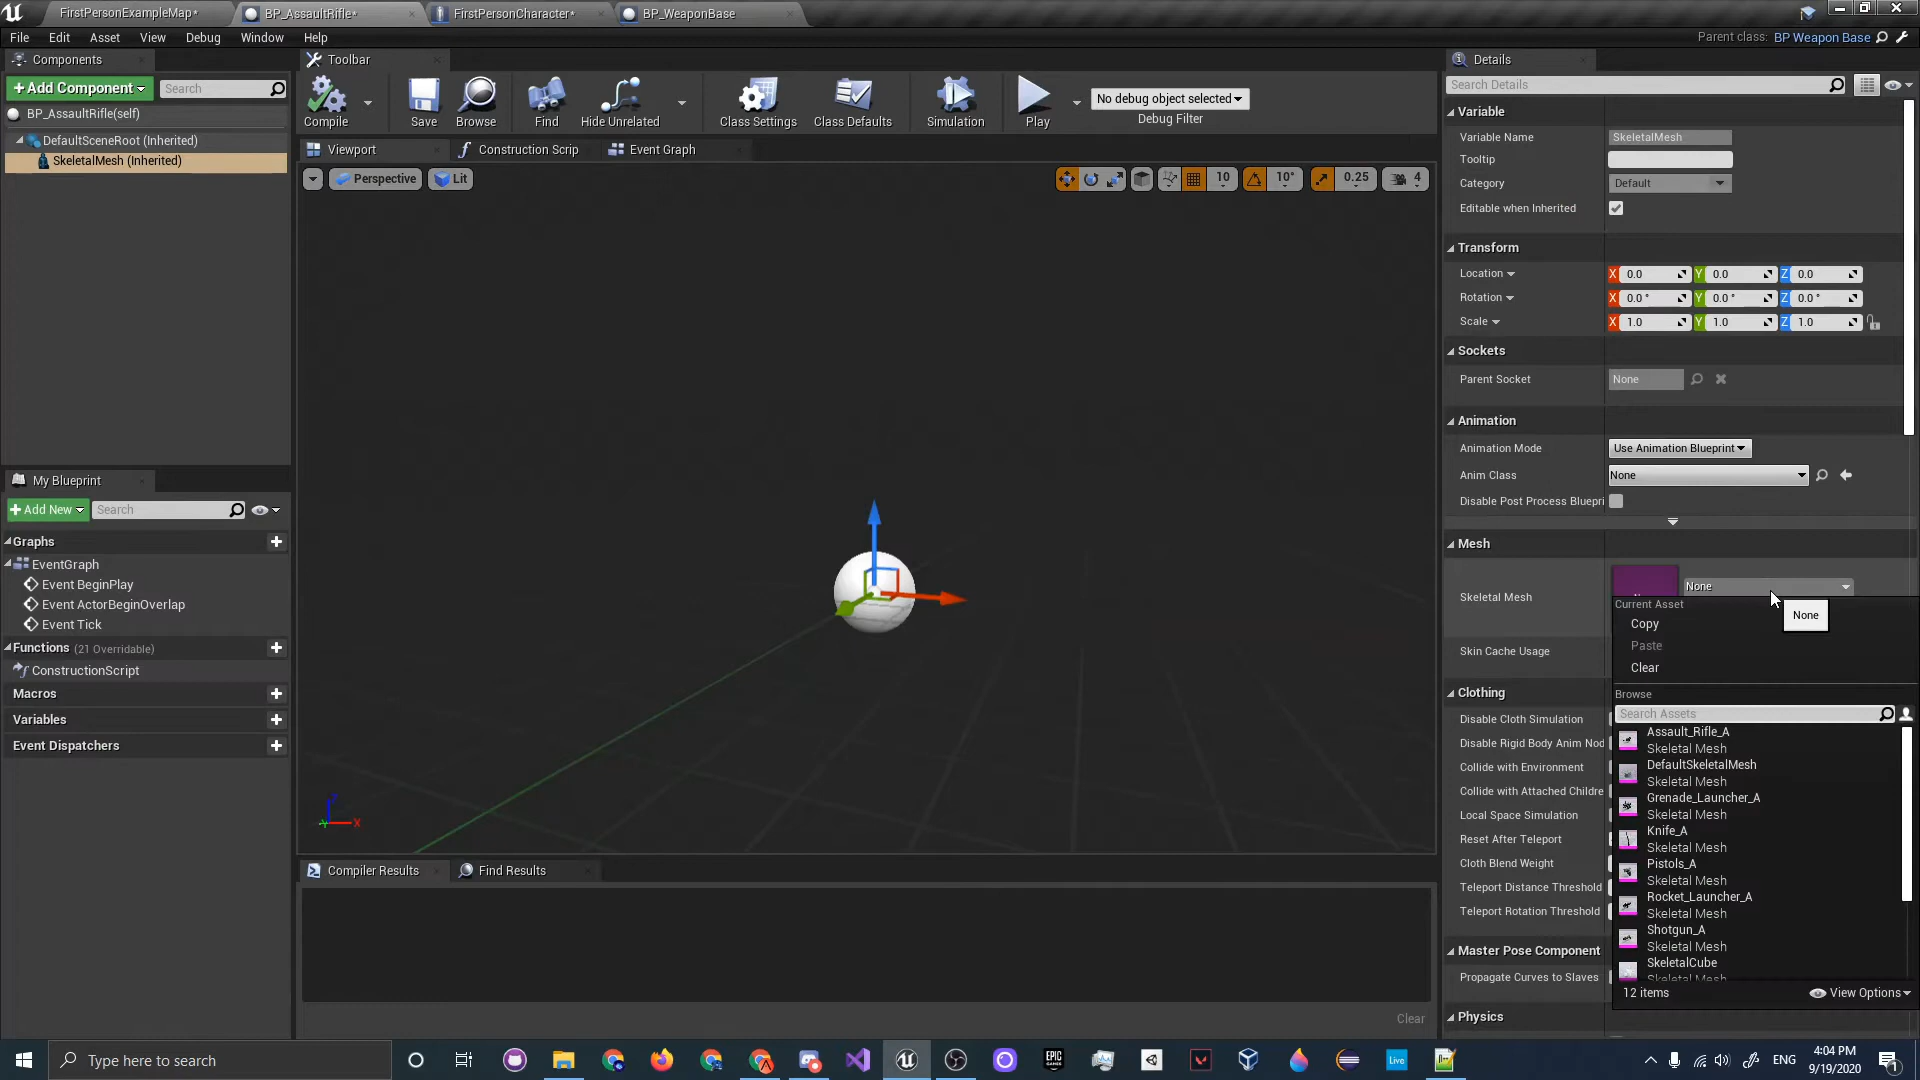 FirstPersonExampleMap*
BP_AssaultRifle*
FirstPersonCharacter*
BP_WeaponBase
File Edit Asset View Debug Window Help
Parent class: BP Weapon Base
Components
+Add Component
Search
BP_AssaultRifle(self)
DefaultSceneRoot (Inherited)
SkeletalMesh (Inherited)
Toolbar
Compile
Save
Browse
Find
Hide Unrelated
Class Settings
Class Defaults
Simulation
Play
No debug object selected
Debug Filter
Viewport
Construction Scrip
Event Graph
Perspective
Lit
10
10°
0.25
4
X
My Blueprint
+Add New
Search
Graphs
EventGraph
Event BeginPlay
Event ActorBeginOverlap
Event Tick
Functions (21 Overridable)
ConstructionScript
Macros
Variables
Event Dispatchers
Compiler Results
Find Results
Clear
Details
Search Details
Variable
Variable Name SkeletalMesh
Tooltip
Category Default
Editable when Inherited
Transform
Location X 0.0 Y 0.0 Z 0.0
Rotation X 0.0° Y 0.0° Z 0.0°
Scale X 1.0 Y 1.0 Z 1.0
Sockets
Parent Socket None
Animation
Animation Mode Use Animation Blueprint
Anim Class None
Disable Post Process Bluepri
Mesh
Skeletal Mesh None
None
Skin Cache Usage
Clothing
Disable Cloth Simulation
Disable Rigid Body Anim Nod
Collide with Environment
Collide with Attached Childre
Local Space Simulation
Reset After Teleport
Cloth Blend Weight
Teleport Distance Threshold
Teleport Rotation Threshold
Master Pose Component
Propagate Curves to Slaves
Physics
Current Asset
Copy
Paste
Clear
Browse
Search Assets
Assault_Rifle_A
Skeletal Mesh
DefaultSkeletalMesh
Skeletal Mesh
Grenade_Launcher_A
Skeletal Mesh
Knife_A
Skeletal Mesh
Pistols_A
Skeletal Mesh
Rocket_Launcher_A
Skeletal Mesh
Shotgun_A
Skeletal Mesh
SkeletalCube
Skeletal Mesh
12 items
View Options
Type here to search
EPIC GAMES
Live
ENG
4:04 PM
9/19/2020
1